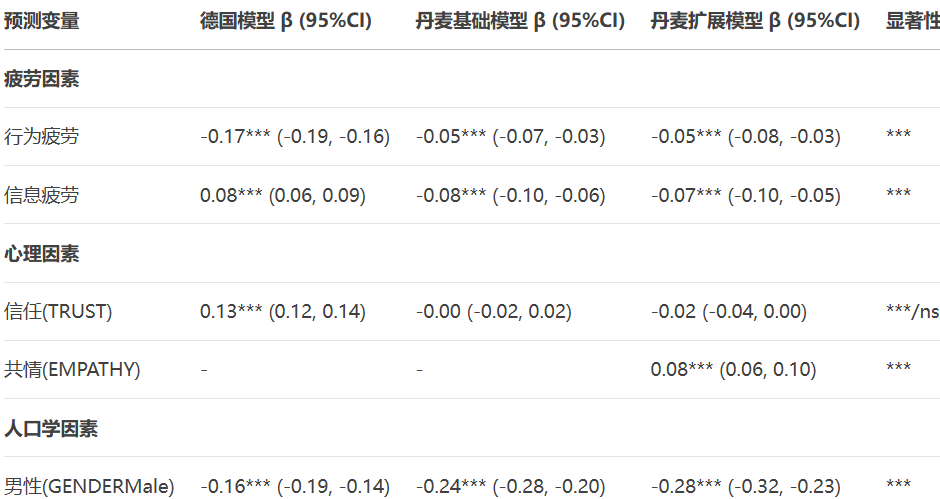 预测变量 德国模型 β (95%CI) 丹麦基础模型 β (95%CI) 丹麦扩展模型 β (95%CI) 显著性
疲劳因素
行为疲劳 -0.17*** (-0.19, -0.16) -0.05*** (-0.07, -0.03) -0.05*** (-0.08, -0.03) ***
信息疲劳 0.08*** (0.06, 0.09) -0.08*** (-0.10, -0.06) -0.07*** (-0.10, -0.05) ***
心理因素
信任(TRUST) 0.13*** (0.12, 0.14) -0.00 (-0.02, 0.02) -0.02 (-0.04, 0.00) ***/ns
共情(EMPATHY) - - 0.08*** (0.06, 0.10) ***
人口学因素
男性(GENDERMale) -0.16*** (-0.19, -0.14) -0.24*** (-0.28, -0.20) -0.28*** (-0.32, -0.23) ***